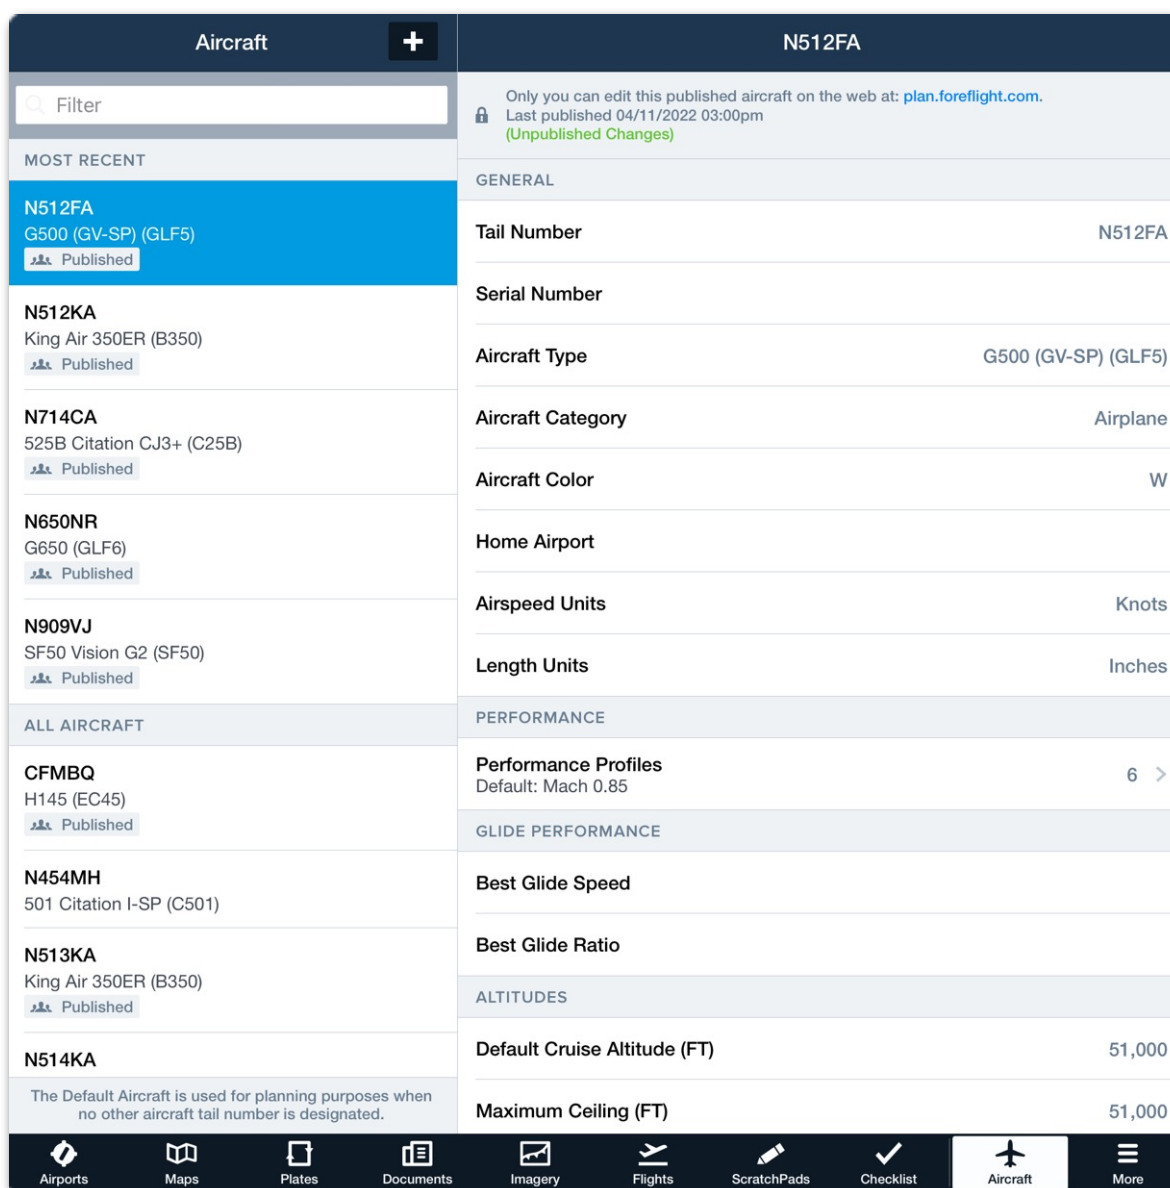 Aircraft
Filter
MOST RECENT
N512FA
G500 (GV-SP) (GLF5)
Published
N512KA
King Air 350ER (B350)
Published
N714CA
525B Citation CJ3+ (C25B)
Published
N650NR
G650 (GLF6)
Published
N909VJ
SF50 Vision G2 (SF50)
Published
ALL AIRCRAFT
CFMBQ
H145 (EC45)
Published
N454MH
501 Citation I-SP (C501)
N513KA
King Air 350ER (B350)
Published
N514KA
The Default Aircraft is used for planning purposes when
no other aircraft tail number is designated.
N512FA
Only you can edit this published aircraft on the web at: plan.foreflight.com.
Last published 04/11/2022 03:00pm
(Unpublished Changes)
GENERAL
Tail Number N512FA
Serial Number
Aircraft Type G500 (GV-SP) (GLF5)
Aircraft Category Airplane
Aircraft Color W
Home Airport
Airspeed Units Knots
Length Units Inches
PERFORMANCE
Performance Profiles 6
Default: Mach 0.85
GLIDE PERFORMANCE
Best Glide Speed
Best Glide Ratio
ALTITUDES
Default Cruise Altitude (FT) 51,000
Maximum Ceiling (FT) 51,000
Airports Maps Plates Documents Imagery Flights ScratchPads Checklist Aircraft More